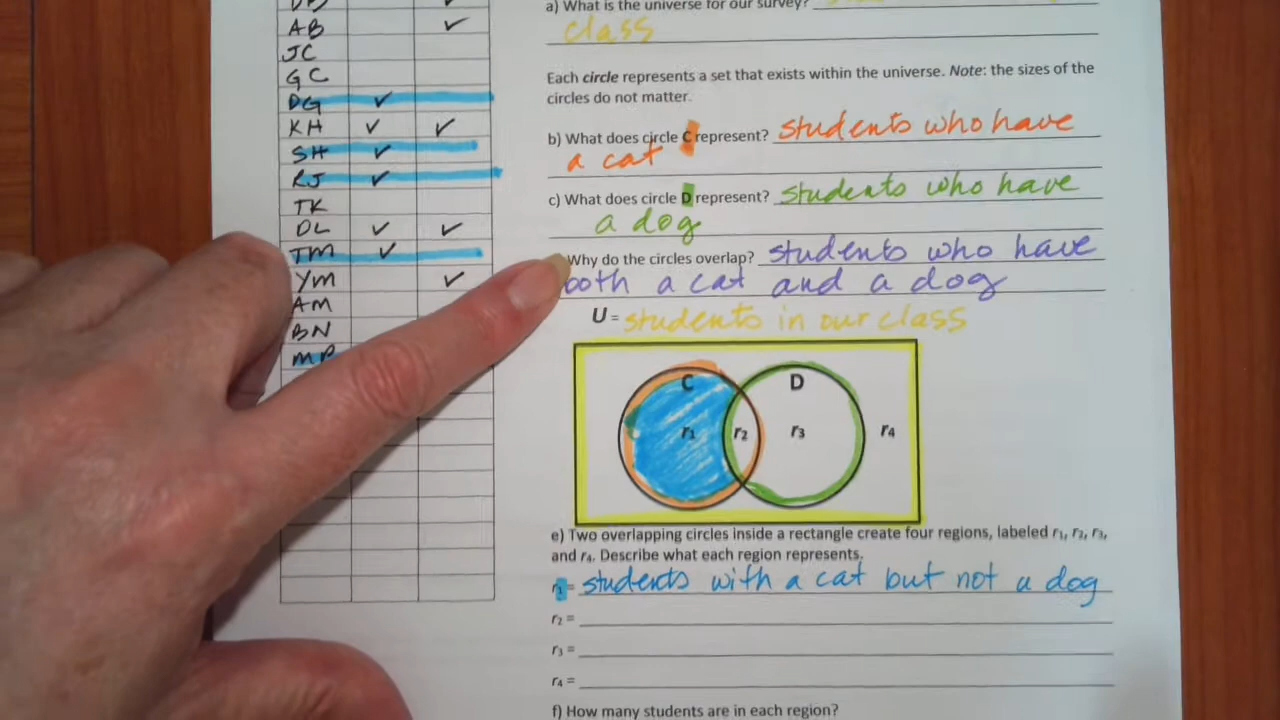 a) What is the universe for our survey?
AB ✓
class
JC
GC
Each circle represents a set that exists within the universe. Note: the sizes of the
circles do not matter.
DG ✓
KH ✓ ✓
b) What does circle C represent? students who have
a cat
SH ✓
RJ ✓
c) What does circle D represent? students who have
a dog
TK
DL ✓ ✓
TM ✓
Why do the circles overlap? students who have
both a cat and a dog
YM ✓
AM
U = students in our class
BN
C D
r1 r2 r3 r4
e) Two overlapping circles inside a rectangle create four regions, labeled r1, r2, r3,
and r4. Describe what each region represents.
r1 = students with a cat but not a dog
r2 =
r3 =
r4 =
f) How many students are in each region?